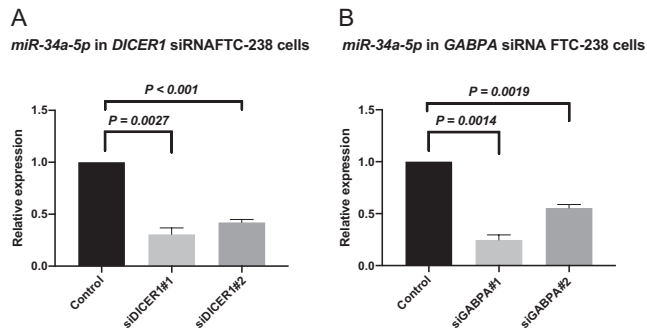 A
miR-34a-5p in DICER1 siRNAFTC-238 cells
P < 0.001
P = 0.0027
Relative expression
1.5
1.0
0.5
0.0
Control
siDICER1#1
siDICER1#2
B
miR-34a-5p in GABPA siRNA FTC-238 cells
P = 0.0019
P = 0.0014
Relative expression
1.5
1.0
0.5
0.0
Control
siGABPA#1
siGABPA#2